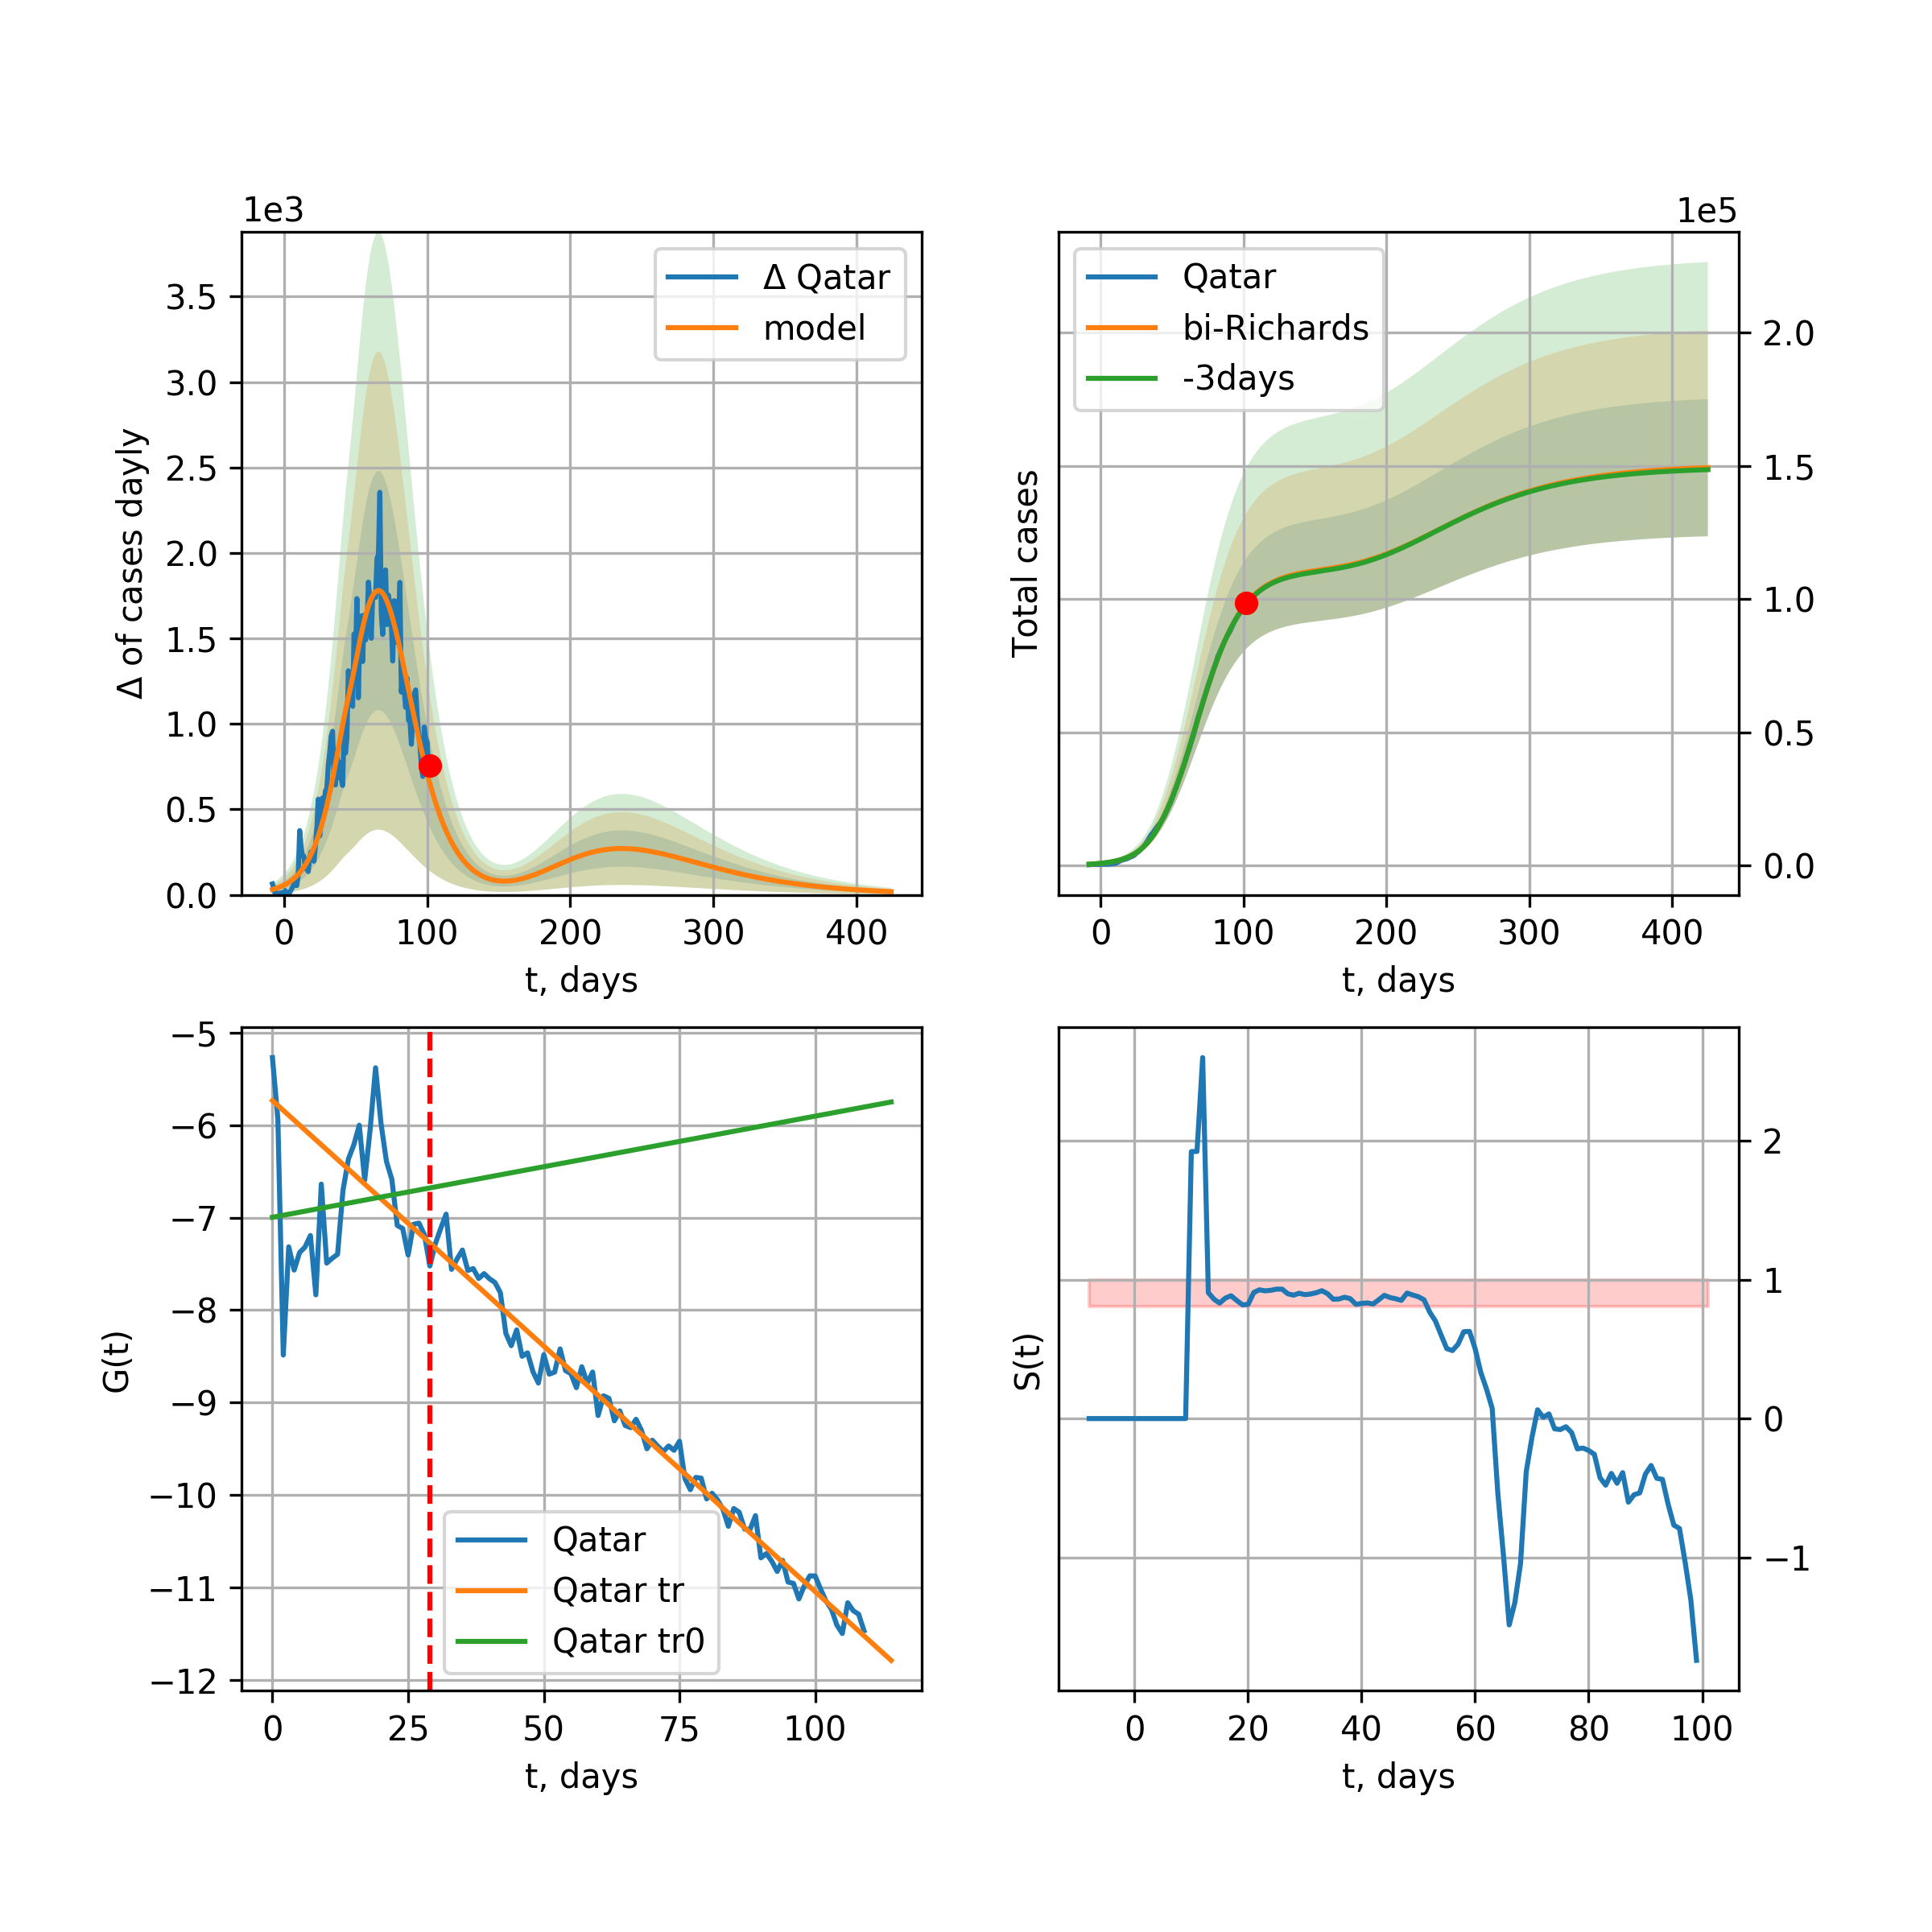 1e3
Δ of cases dayly
3.5
3.0
2.5
2.0
1.5
1.0
0.5
0.0
Δ Qatar
model
0 100 200 300 400
t, days
1e5
Total cases
Qatar
bi-Richards
-3days
2.0
1.5
1.0
0.5
0.0
0 100 200 300 400
t, days
G(t)
−5
−6
−7
−8
−9
−10
−11
−12
Qatar
Qatar tr
Qatar tr0
0 25 50 75 100
t, days
S(t)
2
1
0
−1
0 20 40 60 80 100
t, days